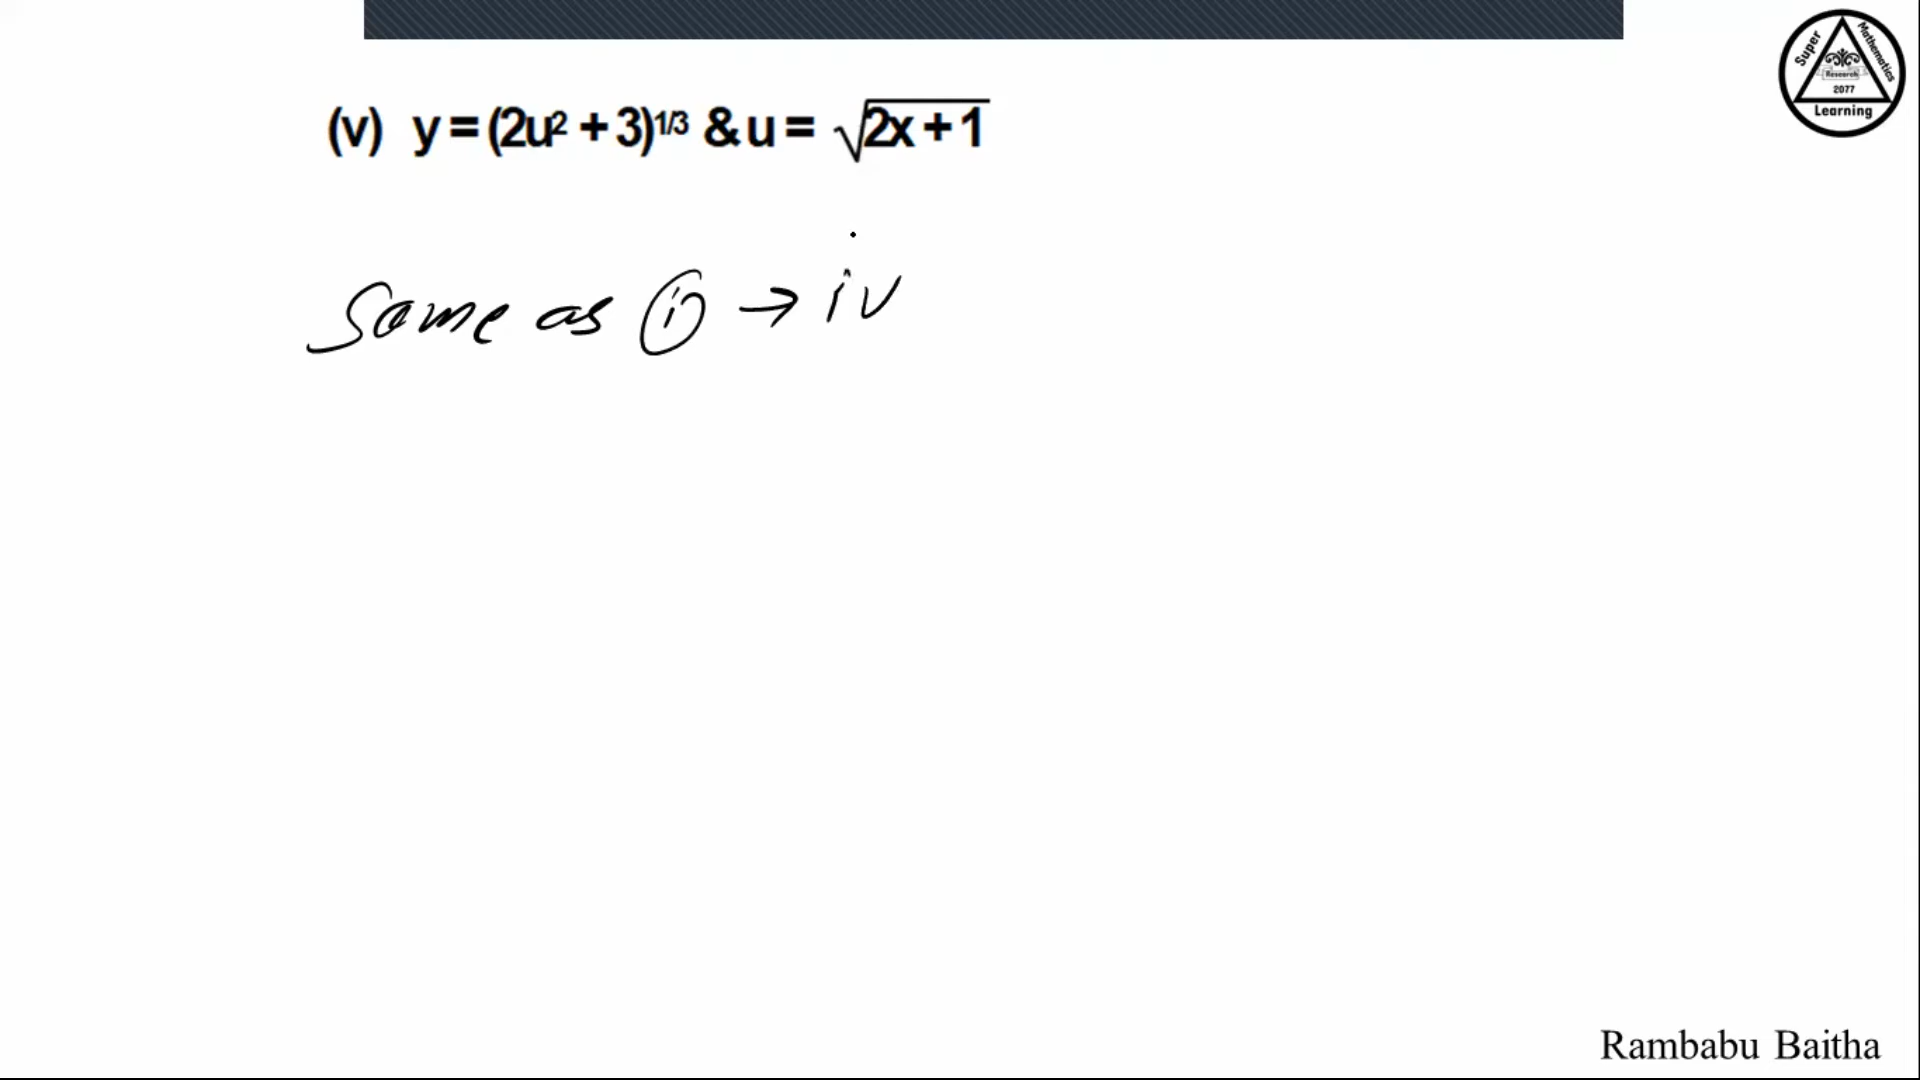 (v) y = (2u² + 3)^1/3 & u = √2x + 1
Same as (i) → iv
Super Mathematics
Research
2077
Learning
Rambabu Baitha